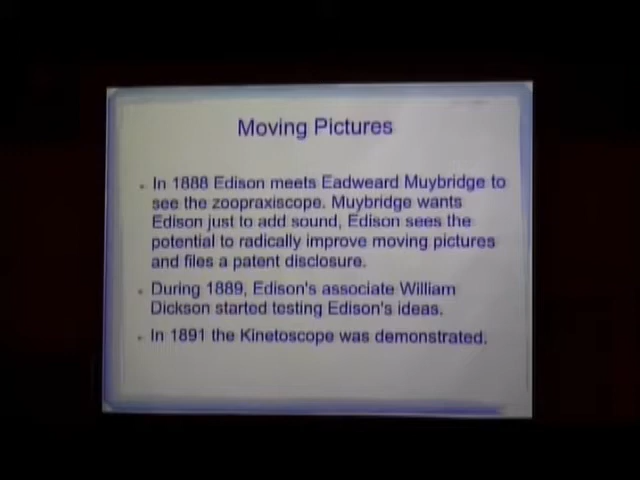 Moving Pictures
In 1888 Edison meets Eadweard Muybridge to
see the zoopraxiscope. Muybridge wants
Edison just to add sound, Edison sees the
potential to radically improve moving pictures
and files a patent disclosure.
During 1889, Edison's associate William
Dickson started testing Edison's ideas.
In 1891 the Kinetoscope was demonstrated.